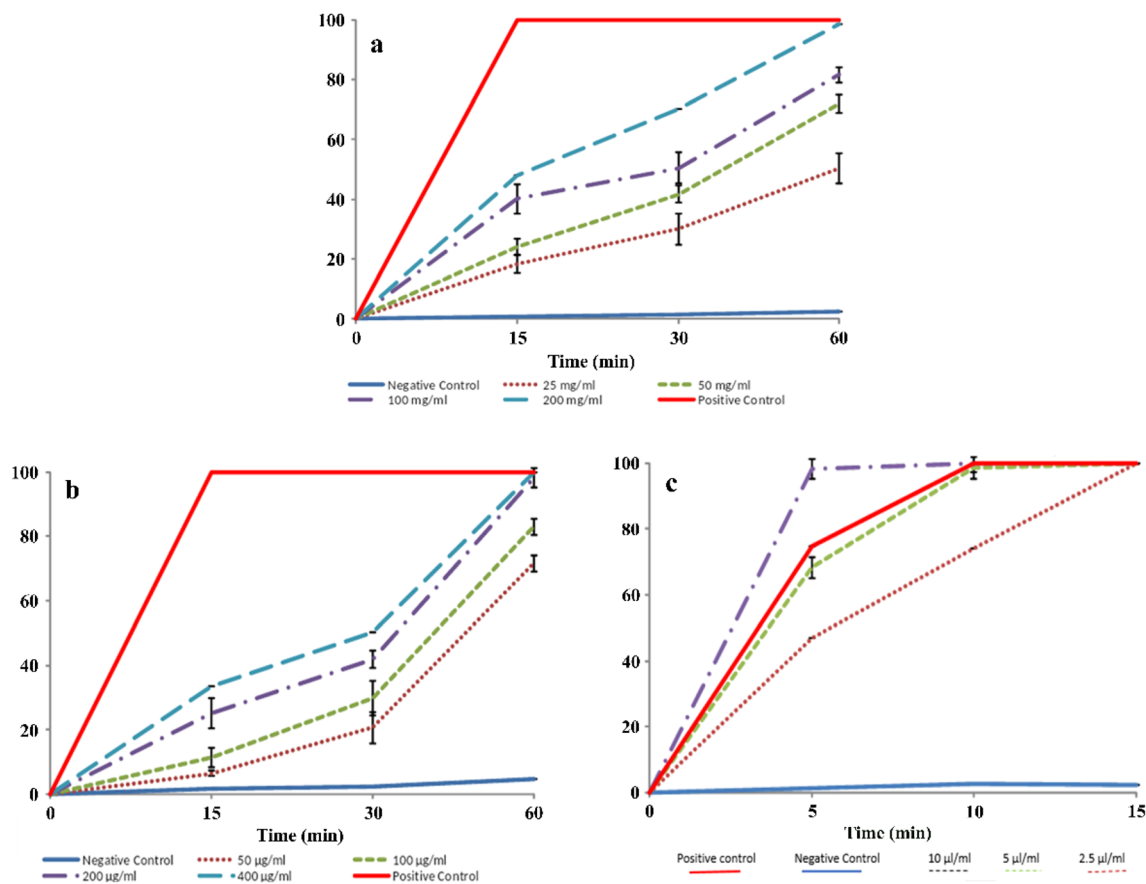 100
a
80
60
40
20
0
0 15 30 60
Time (min)
Negative Control 25 mg/ml 50 mg/ml
100 mg/ml 200 mg/ml Positive Control
100
b
80
60
40
20
0
0 15 30 60
Time (min)
Negative Control 50 µg/ml 100 µg/ml
200 µg/ml 400 µg/ml Positive Control
100
c
80
60
40
20
0
0 5 10 15
Time (min)
Positive control Negative Control 10 µl/ml 5 µl/ml 2.5 µl/ml